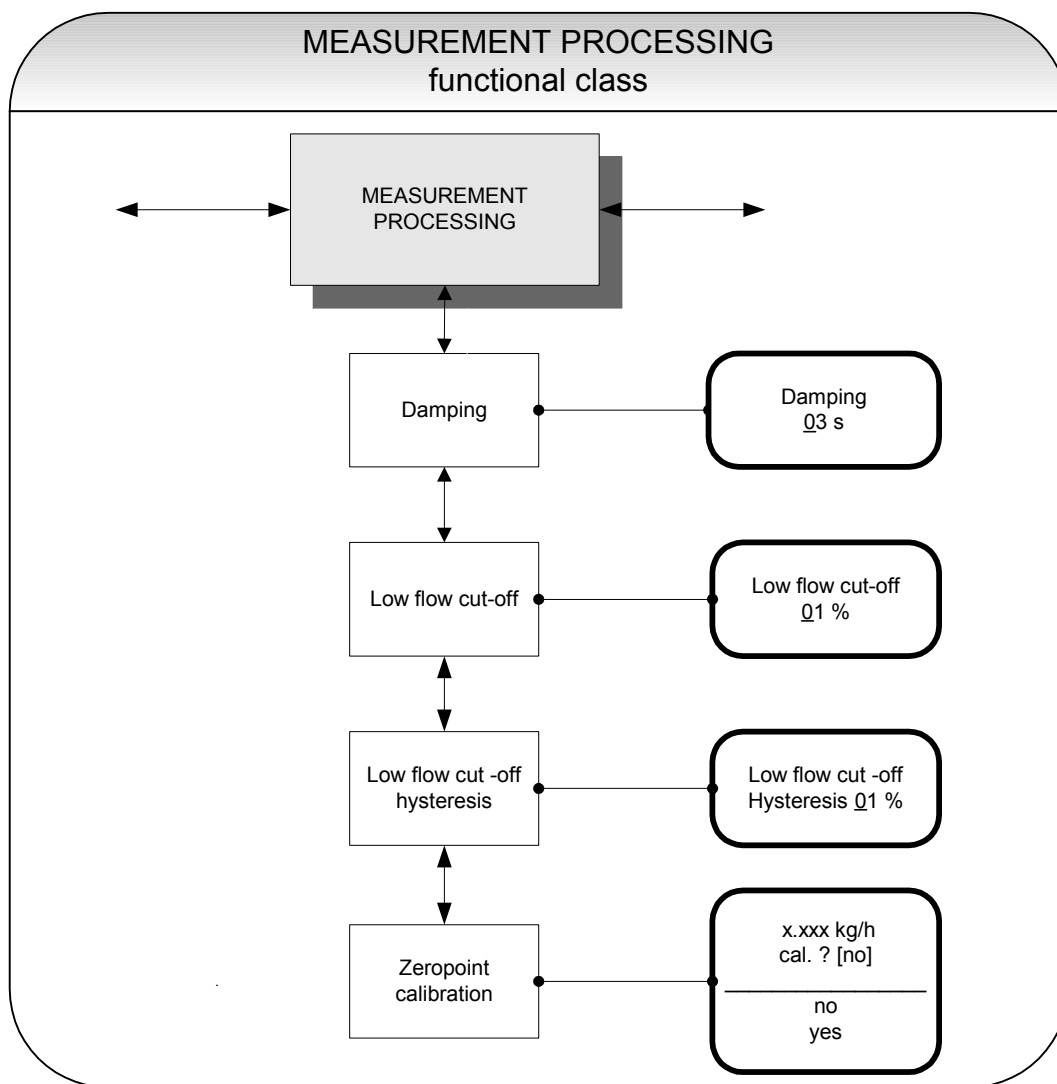 MEASUREMENT PROCESSING
functional class
MEASUREMENT
PROCESSING
Damping
Damping
03 s
Low flow cut-off
Low flow cut-off
01 %
Low flow cut -off
hysteresis
Low flow cut -off
Hysteresis 01 %
Zeropoint
calibration
x.xxx kg/h
cal. ? [no]
no
yes